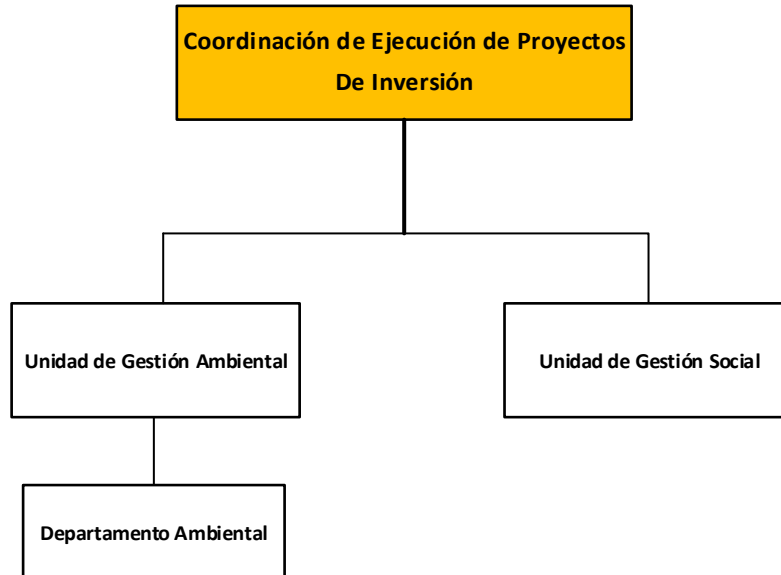 Coordinación de Ejecución de Proyectos
De Inversión
Unidad de Gestión Ambiental
Unidad de Gestión Social
Departamento Ambiental